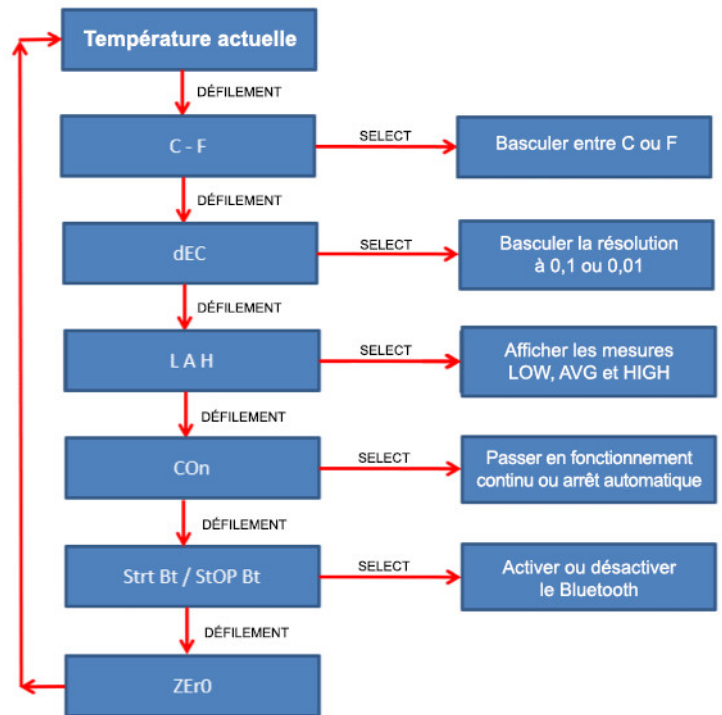 Température actuelle
DÉFILEMENT
C - F
SELECT
Basculer entre C ou F
DÉFILEMENT
dEC
SELECT
Basculer la résolution
à 0,1 ou 0,01
DÉFILEMENT
L A H
SELECT
Afficher les mesures
LOW, AVG et HIGH
DÉFILEMENT
COn
SELECT
Passer en fonctionnement
continu ou arrêt automatique
DÉFILEMENT
Strt Bt / StOP Bt
SELECT
Activer ou désactiver
le Bluetooth
DÉFILEMENT
ZEr0